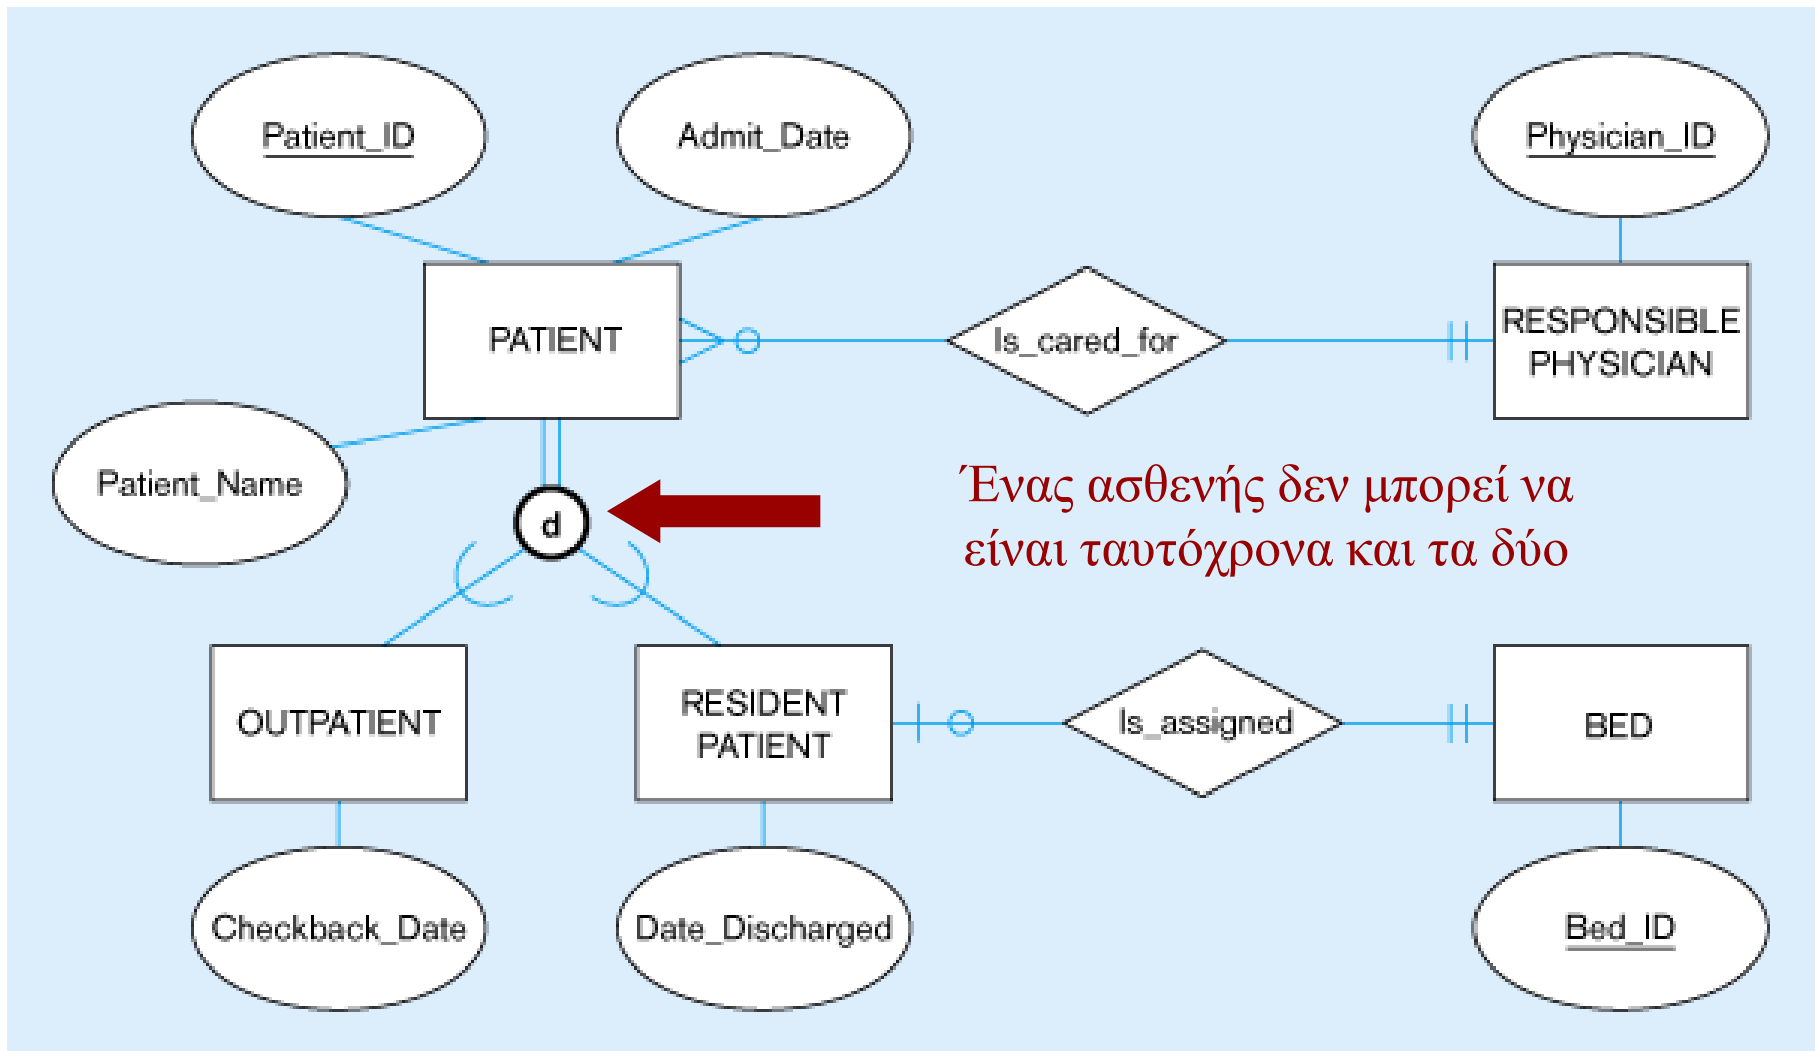 Patient_ID
Admit_Date
Physician_ID
PATIENT
Is_cared_for
RESPONSIBLE
PHYSICIAN
Patient_Name
d
Ένας ασθενής δεν μπορεί να
είναι ταυτόχρονα και τα δύο
OUTPATIENT
RESIDENT
PATIENT
Is_assigned
BED
Checkback_Date
Date_Discharged
Bed_ID